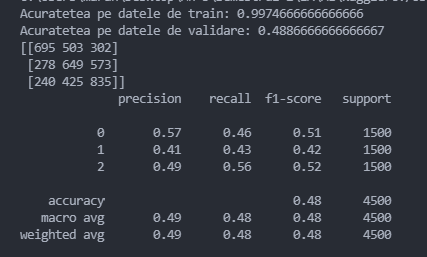 Acuratetea pe datele de train: 0.9974666666666666
Acuratetea pe datele de validare: 0.4886666666666667
[[695 503 302]
[278 649 573]
[240 425 835]]
precision recall f1-score support
0 0.57 0.46 0.51 1500
1 0.41 0.43 0.42 1500
2 0.49 0.56 0.52 1500
accuracy 0.48 4500
macro avg 0.49 0.48 0.48 4500
weighted avg 0.49 0.48 0.48 4500